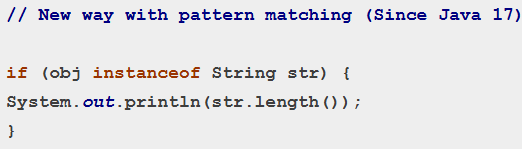 // New way with pattern matching (Since Java 17)
if (obj instanceof String str) {
System.out.println(str.length());
}